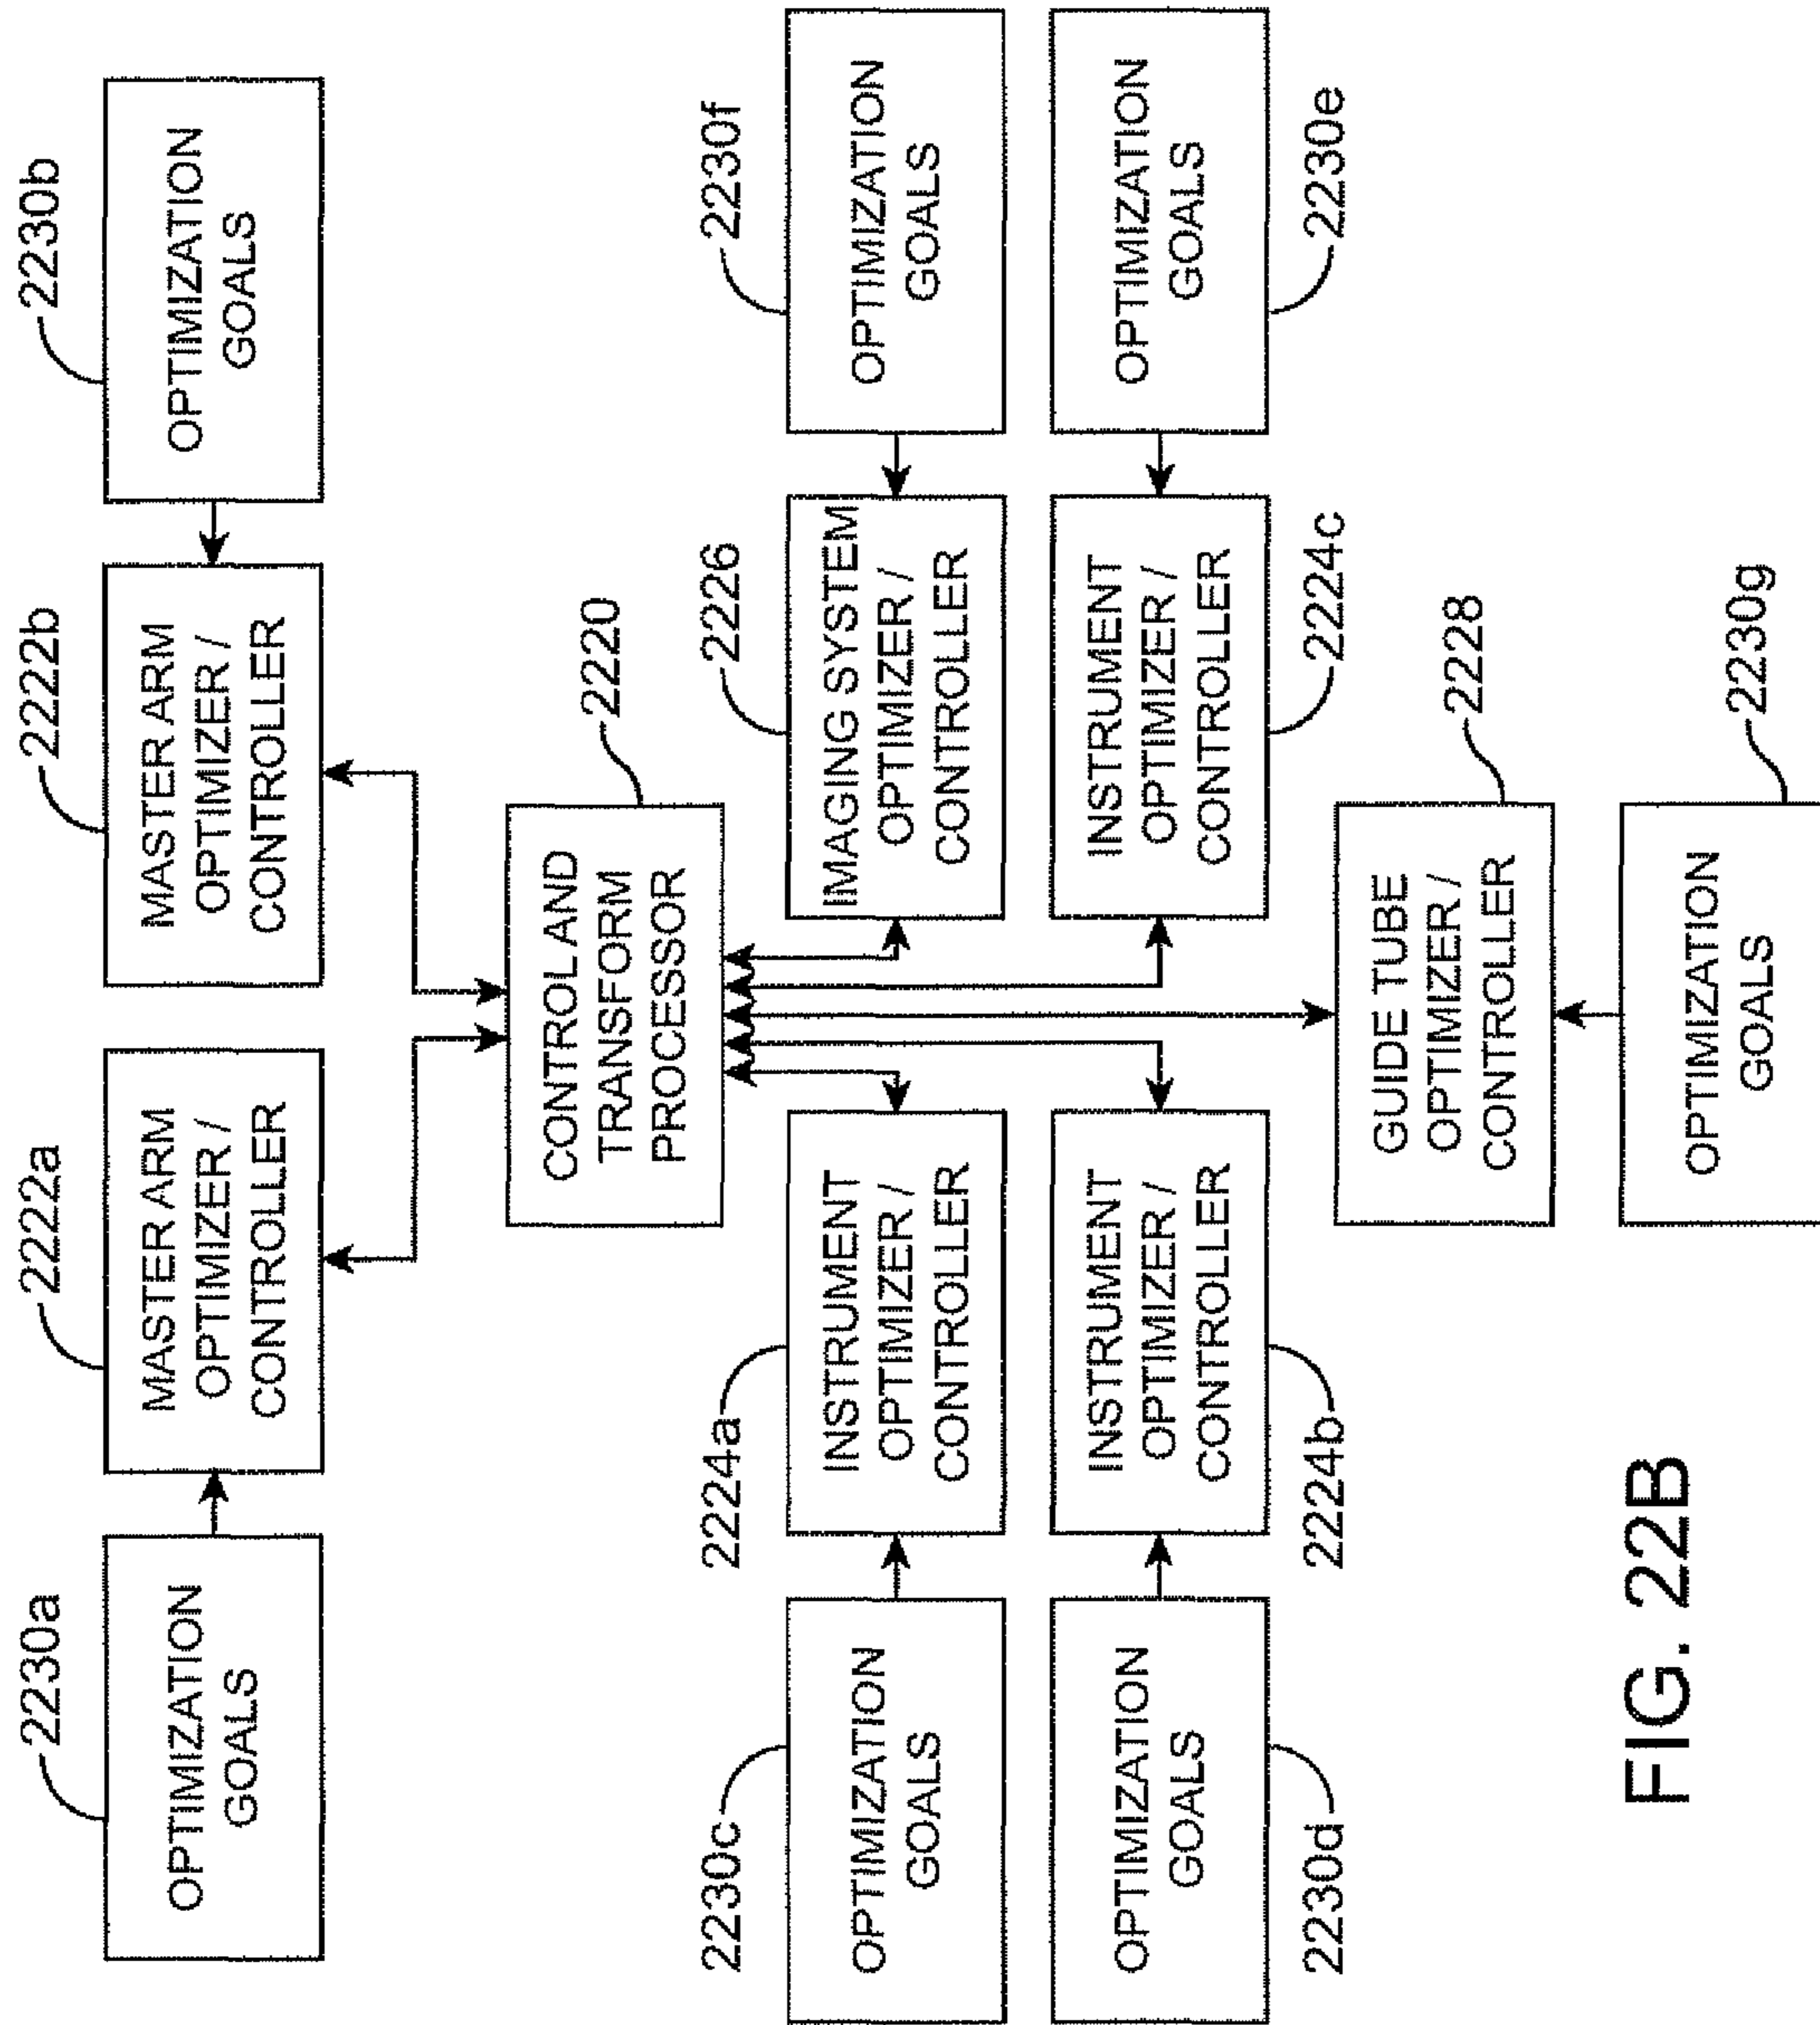 2230a
OPTIMIZATION
GOALS
2222a
MASTER ARM
OPTIMIZER /
CONTROLLER
2222b
MASTER ARM
OPTIMIZER /
CONTROLLER
2230b
OPTIMIZATION
GOALS
CONTROL AND
TRANSFORM
PROCESSOR
2220
2230c
OPTIMIZATION
GOALS
2224a
INSTRUMENT
OPTIMIZER /
CONTROLLER
2226
IMAGING SYSTEM
OPTIMIZER /
CONTROLLER
2230f
OPTIMIZATION
GOALS
OPTIMIZATION
GOALS
2230d
INSTRUMENT
OPTIMIZER /
CONTROLLER
2224b
INSTRUMENT
OPTIMIZER /
CONTROLLER
2224c
OPTIMIZATION
GOALS
2230e
GUIDE TUBE
OPTIMIZER /
CONTROLLER
2228
OPTIMIZATION
GOALS
2230g
FIG. 22B